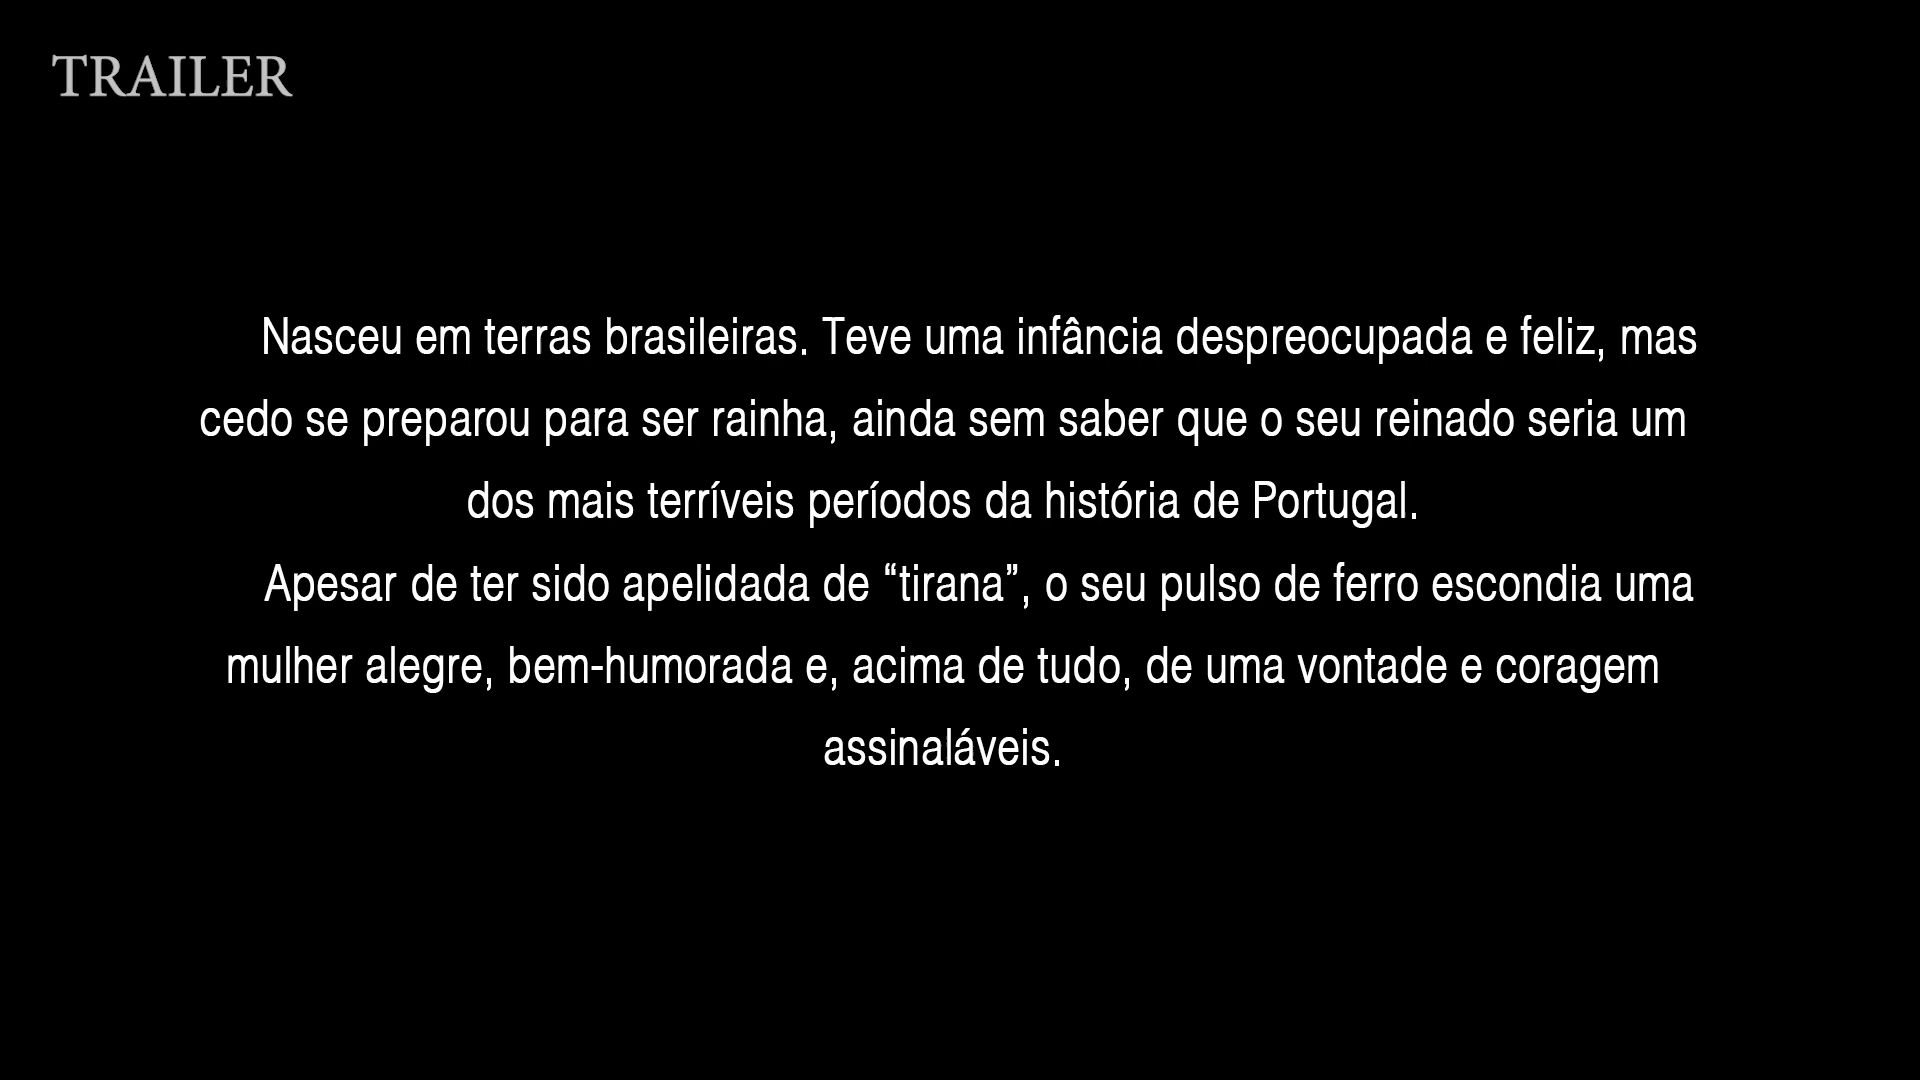 TRAILER
Nasceu em terras brasileiras. Teve uma infância despreocupada e feliz, mas
cedo se preparou para ser rainha, ainda sem saber que o seu reinado seria um
dos mais terríveis períodos da história de Portugal.
Apesar de ter sido apelidada de “tirana”, o seu pulso de ferro escondia uma
mulher alegre, bem-humorada e, acima de tudo, de uma vontade e coragem
assinaláveis.